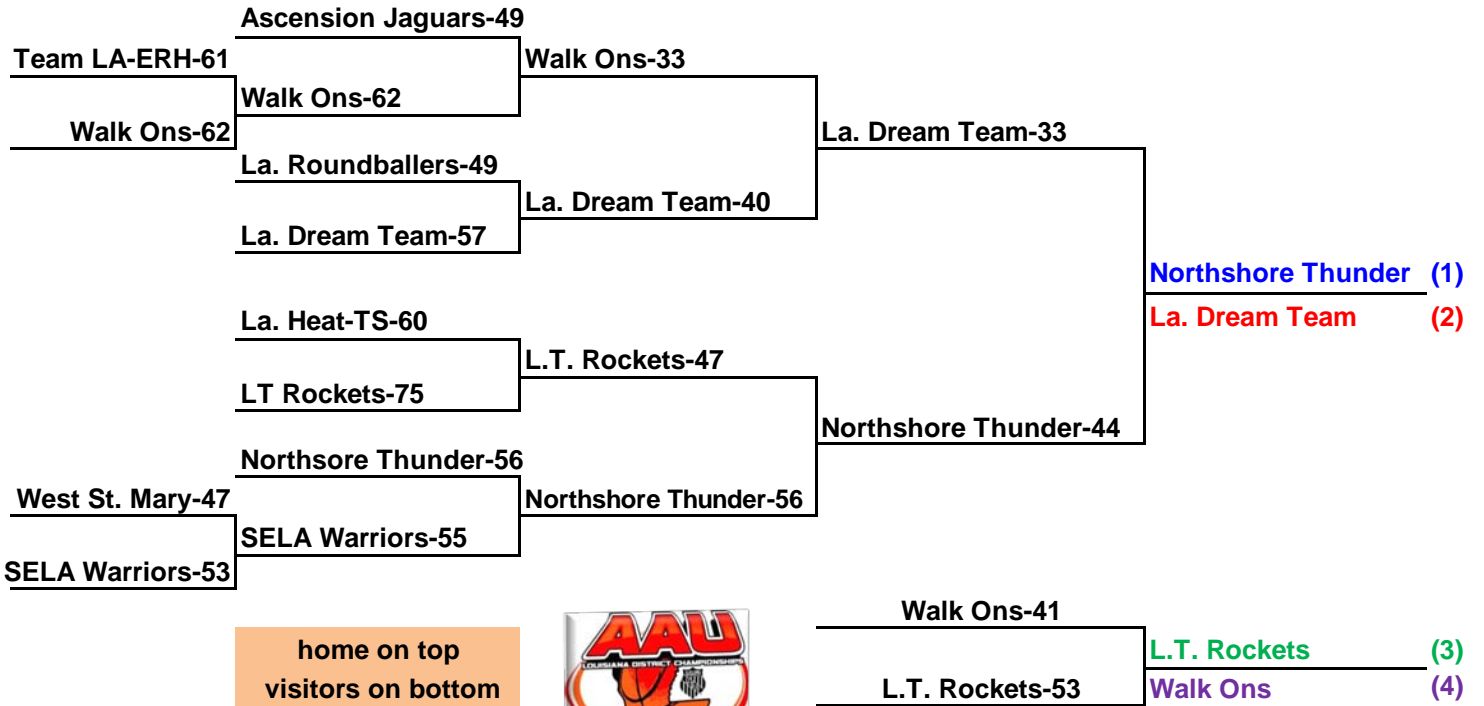 Ascension Jaguars-49
Team LA-ERH-61
Walk Ons-33
Walk Ons-62
Walk Ons-62
La. Dream Team-33
La. Roundballers-49
La. Dream Team-40
La. Dream Team-57
Northshore Thunder (1)
La. Dream Team (2)
La. Heat-TS-60
L.T. Rockets-47
LT Rockets-75
Northshore Thunder-44
Northsore Thunder-56
West St. Mary-47
Northshore Thunder-56
SELA Warriors-55
SELA Warriors-53
Walk Ons-41
home on top
visitors on bottom
AAU
LOUISIANA DISTRICT CHAMPIONSHIPS
L.T. Rockets (3)
L.T. Rockets-53
Walk Ons (4)